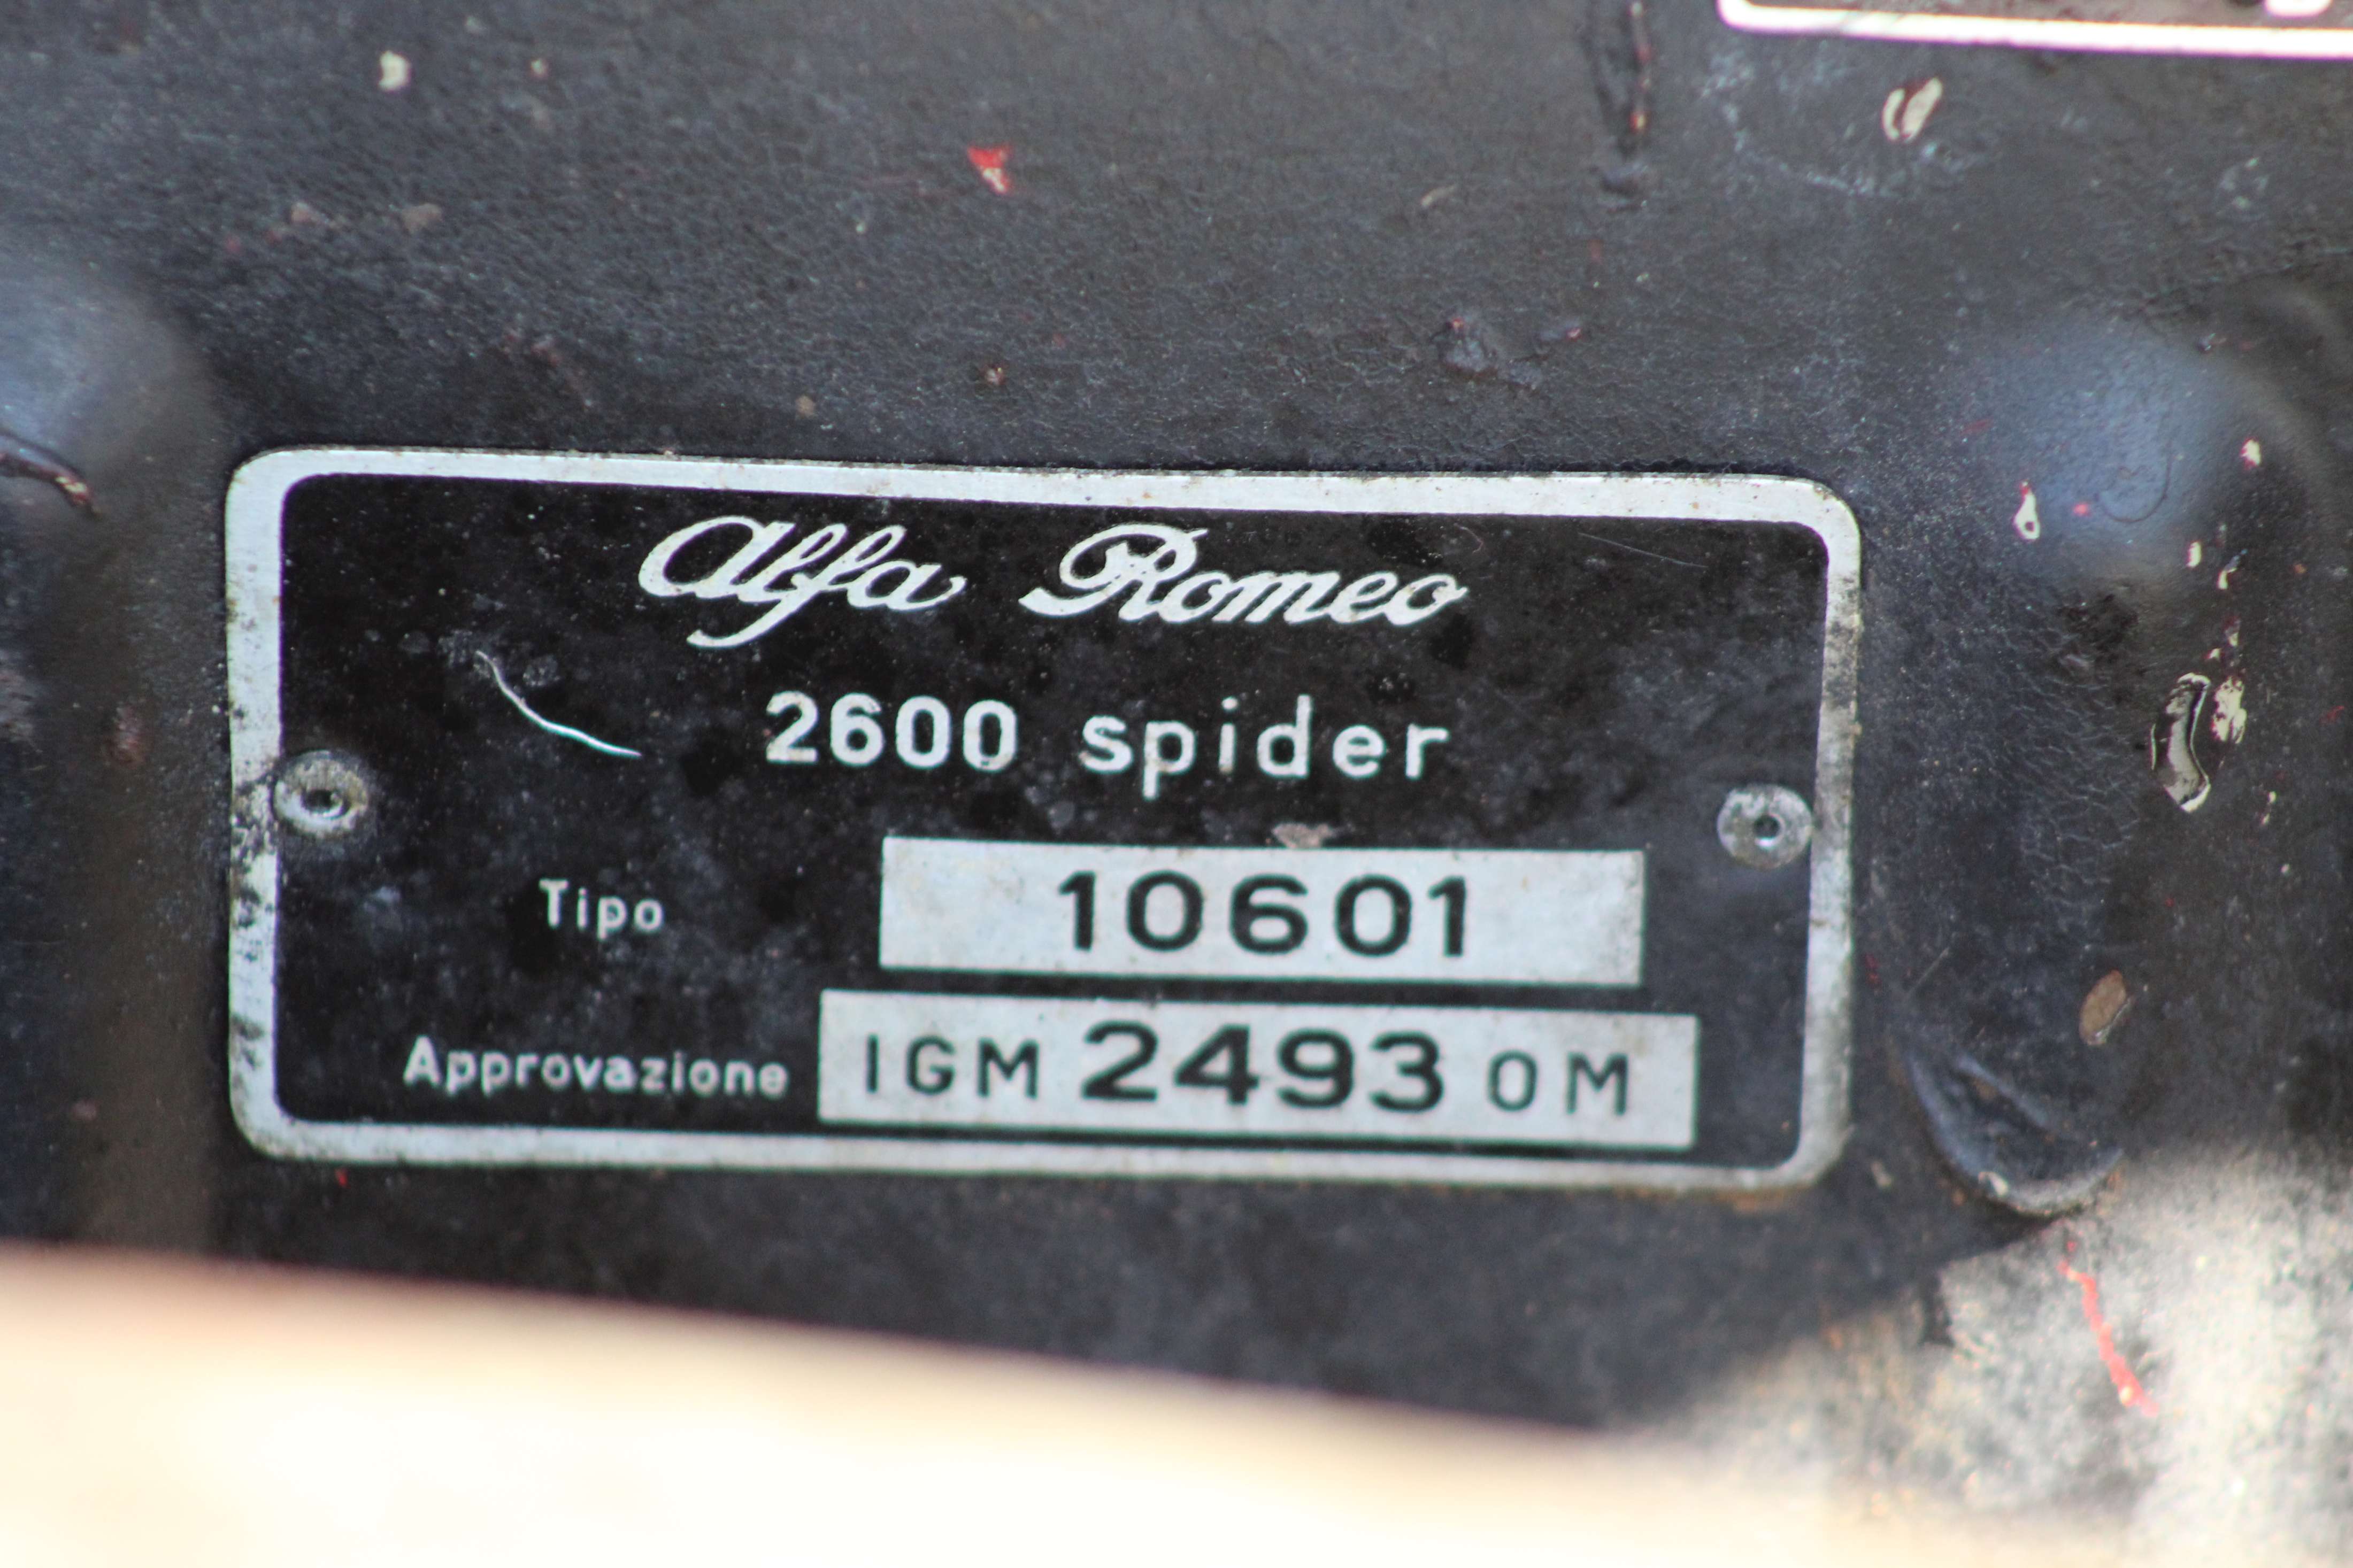 Alfa Romeo
2600 spider
Tipo 10601
Approvazione IGM 2493 OM